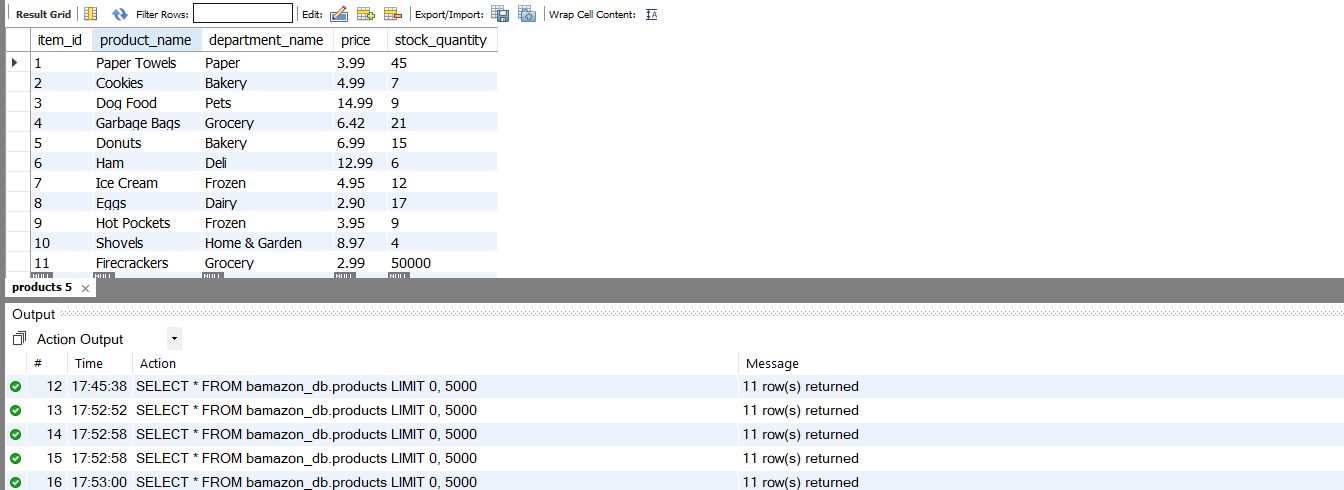 Result Grid Filter Rows: Edit: Export/Import: Wrap Cell Content:
item_id product_name department_name price stock_quantity
1 Paper Towels Paper 3.99 45
2 Cookies Bakery 4.99 7
3 Dog Food Pets 14.99 9
4 Garbage Bags Grocery 6.42 21
5 Donuts Bakery 6.99 15
6 Ham Deli 12.99 6
7 Ice Cream Frozen 4.95 12
8 Eggs Dairy 2.90 17
9 Hot Pockets Frozen 3.95 9
10 Shovels Home & Garden 8.97 4
11 Firecrackers Grocery 2.99 50000
NULL NULL NULL NULL NULL
products 5
Output
Action Output
# Time Action Message
12 17:45:38 SELECT * FROM bamazon_db.products LIMIT 0, 5000 11 row(s) returned
13 17:52:52 SELECT * FROM bamazon_db.products LIMIT 0, 5000 11 row(s) returned
14 17:52:58 SELECT * FROM bamazon_db.products LIMIT 0, 5000 11 row(s) returned
15 17:52:58 SELECT * FROM bamazon_db.products LIMIT 0, 5000 11 row(s) returned
16 17:53:00 SELECT * FROM bamazon_db.products LIMIT 0, 5000 11 row(s) returned